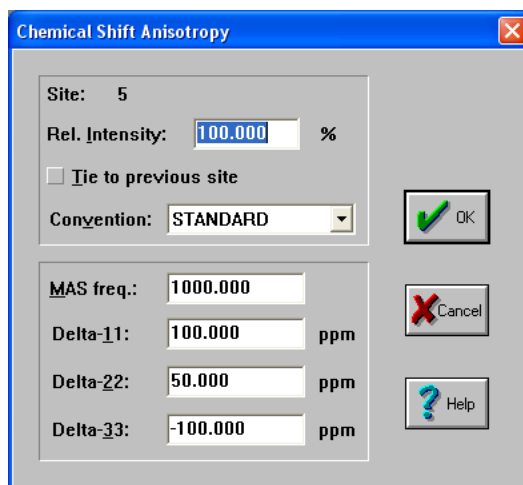 Chemical Shift Anisotropy
Site: 5
Rel. Intensity: 100.000 %
Tie to previous site
Convention: STANDARD
OK
MAS freq.: 1000.000
Cancel
Delta-11: 100.000 ppm
Delta-22: 50.000 ppm
Help
Delta-33: -100.000 ppm